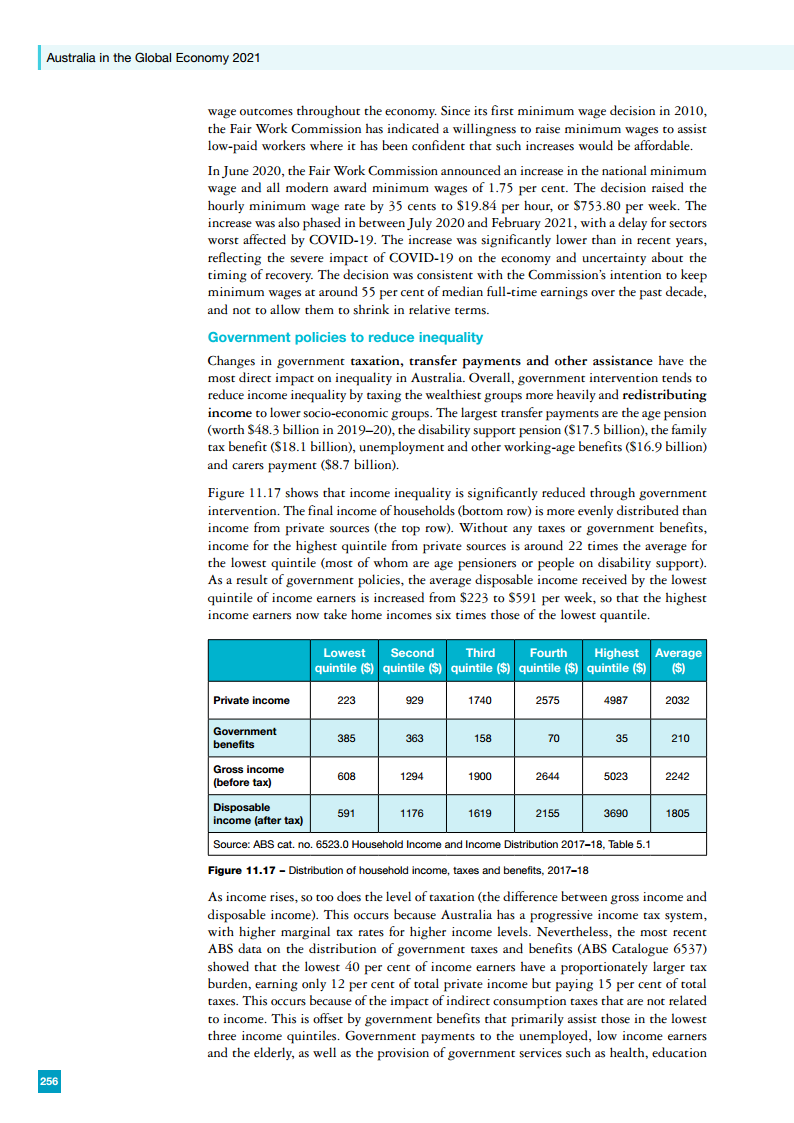 Australia in the Global Economy 2021
wage outcomes throughout the economy. Since its first minimum wage decision in 2010,
the Fair Work Commission has indicated a willingness to raise minimum wages to assist
low-paid workers where it has been confident that such increases would be affordable.
In June 2020, the Fair Work Commission announced an increase in the national minimum
wage and all modern award minimum wages of 1.75 per cent. The decision raised the
hourly minimum wage rate by 35 cents to $19.84 per hour, or $753.80 per week. The
increase was also phased in between July 2020 and February 2021, with a delay for sectors
worst affected by COVID-19. The increase was significantly lower than in recent years,
reflecting the severe impact of COVID-19 on the economy and uncertainty about the
timing of recovery. The decision was consistent with the Commission's intention to keep
minimum wages at around 55 per cent of median full-time earnings over the past decade,
and not to allow them to shrink in relative terms.
Government policies to reduce inequality
Changes in government taxation, transfer payments and other assistance have the
most direct impact on inequality in Australia. Overall, government intervention tends to
reduce income inequality by taxing the wealthiest groups more heavily and redistributing
income to lower socio-economic groups. The largest transfer payments are the age pension
(worth $48.3 billion in 2019–20), the disability support pension ($17.5 billion), the family
tax benefit ($18.1 billion), unemployment and other working-age benefits ($16.9 billion)
and carers payment ($8.7 billion).
Figure 11.17 shows that income inequality is significantly reduced through government
intervention. The final income of households (bottom row) is more evenly distributed than
income from private sources (the top row). Without any taxes or government benefits,
income for the highest quintile from private sources is around 22 times the average for
the lowest quintile (most of whom are age pensioners or people on disability support).
As a result of government policies, the average disposable income received by the lowest
quintile of income earners is increased from $223 to $591 per week, so that the highest
income earners now take home incomes six times those of the lowest quantile.
Lowest quintile ($) Second quintile ($) Third quintile ($) Fourth quintile ($) Highest quintile ($) Average ($)
Private income 223 929 1740 2575 4987 2032
Government benefits 385 363 158 70 35 210
Gross income (before tax) 608 1294 1900 2644 5023 2242
Disposable income (after tax) 591 1176 1619 2155 3690 1805
Source: ABS cat. no. 6523.0 Household Income and Income Distribution 2017–18, Table 5.1
Figure 11.17 – Distribution of household income, taxes and benefits, 2017–18
As income rises, so too does the level of taxation (the difference between gross income and
disposable income). This occurs because Australia has a progressive income tax system,
with higher marginal tax rates for higher income levels. Nevertheless, the most recent
ABS data on the distribution of government taxes and benefits (ABS Catalogue 6537)
showed that the lowest 40 per cent of income earners have a proportionately larger tax
burden, earning only 12 per cent of total private income but paying 15 per cent of total
taxes. This occurs because of the impact of indirect consumption taxes that are not related
to income. This is offset by government benefits that primarily assist those in the lowest
three income quintiles. Government payments to the unemployed, low income earners
and the elderly, as well as the provision of government services such as health, education
256